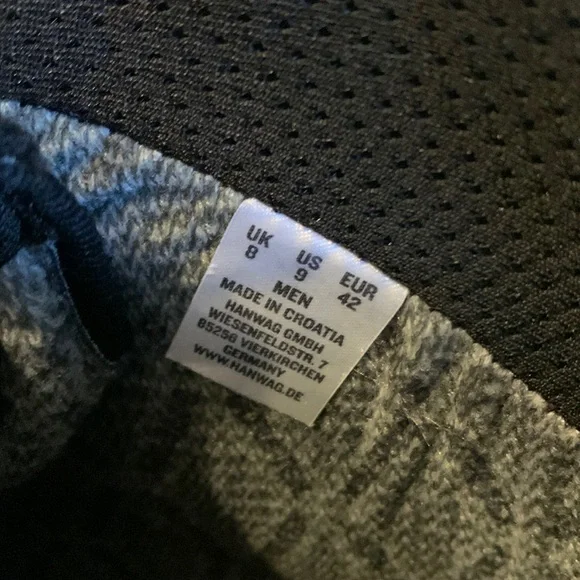 UK US EUR
8 9 42
MEN
MADE IN CROATIA
HANWAG GMBH
WIESENFELDSTR. 7
85256 VIERKIRCHEN
GERMANY
WWW.HANWAG.DE